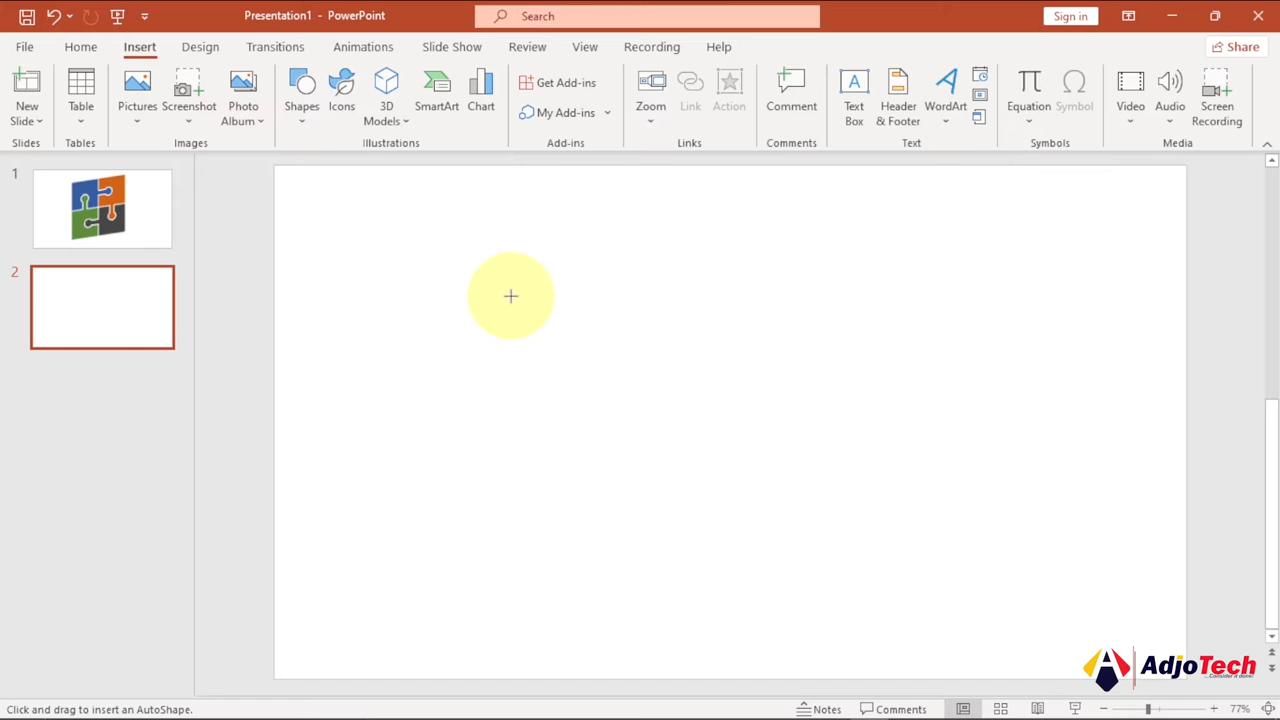 Presentation1 - PowerPoint
Search
Sign in
File Home Insert Design Transitions Animations Slide Show Review View Recording Help
Share
New Slide
Table
Pictures
Screenshot
Photo Album
Shapes
Icons
3D Models
SmartArt
Chart
Get Add-ins
My Add-ins
Zoom
Link
Action
Comment
Text Box
Header & Footer
WordArt
Equation
Symbol
Video
Audio
Screen Recording
Slides Tables Images Illustrations Add-ins Links Comments Text Symbols Media
1
2
AdjoTech
...Consider it done!
Click and drag to insert an AutoShape.
Notes
Comments
77%